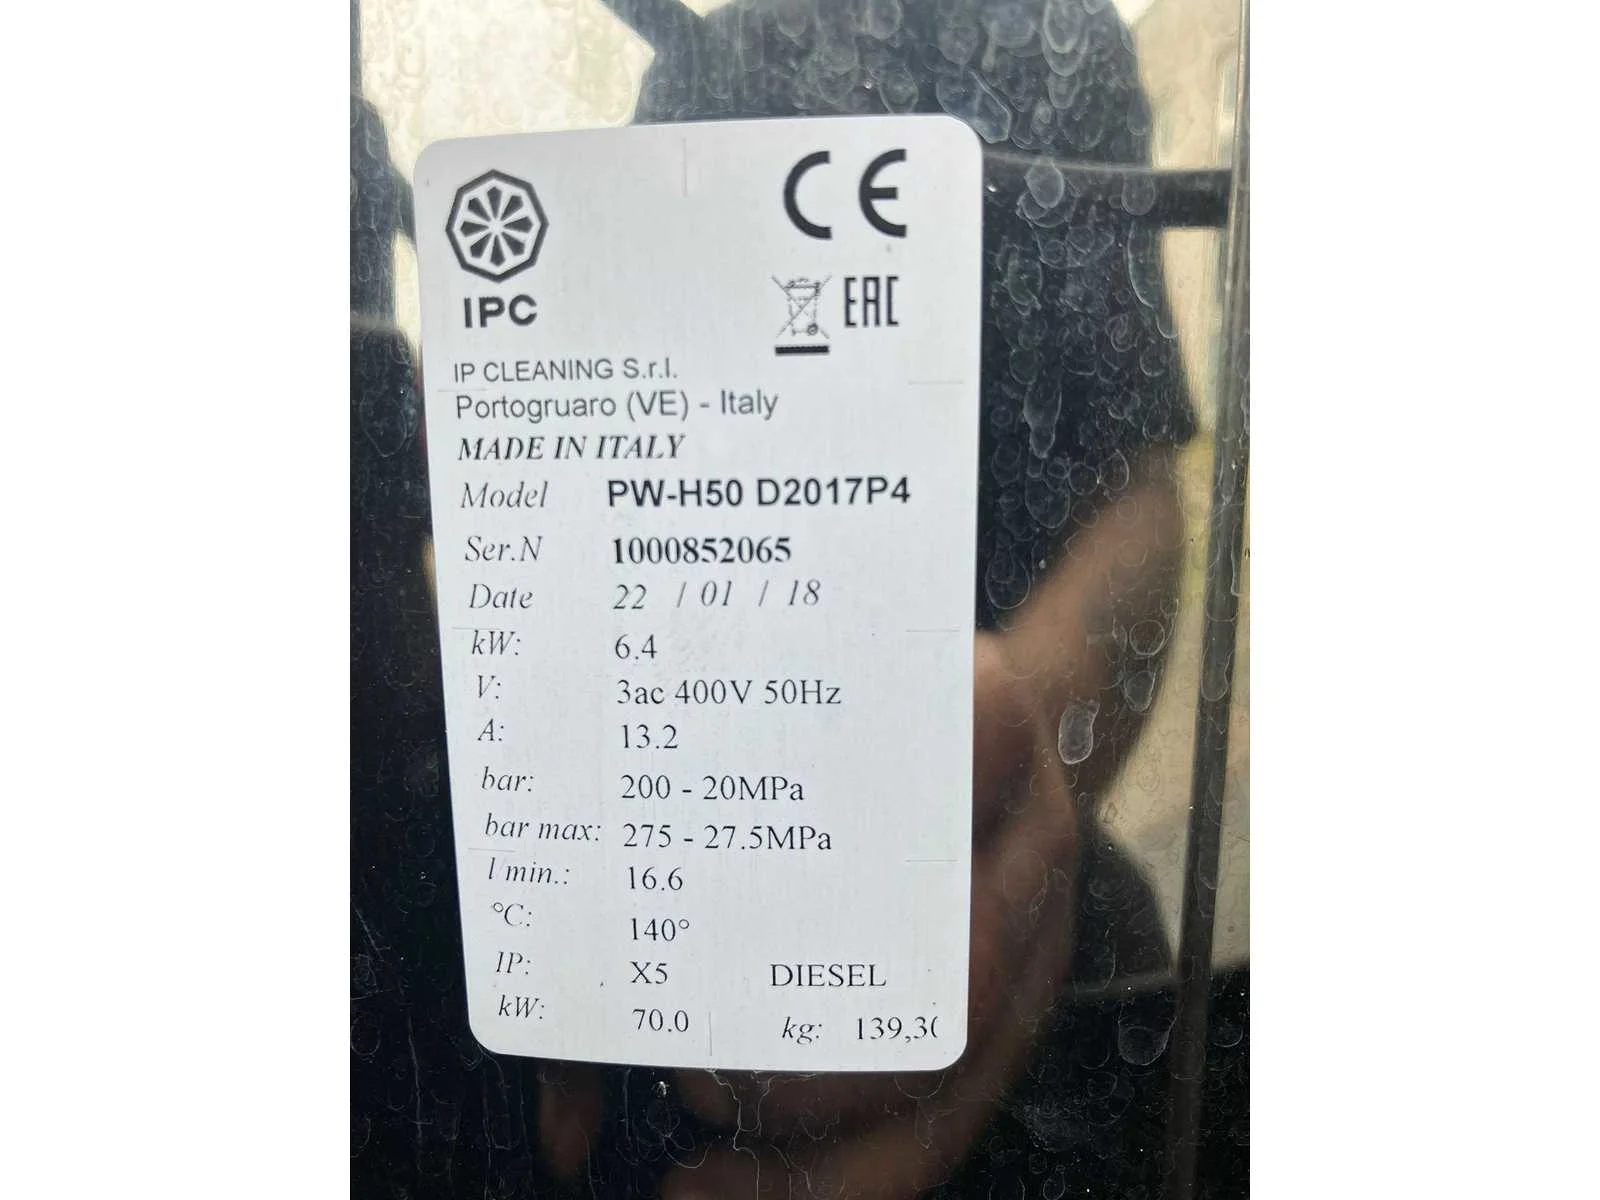 CE
IPC
EAC
IP CLEANING S.r.l.
Portogruaro (VE) - Italy
MADE IN ITALY
Model PW-H50 D2017P4
Ser.N 1000852065
Date 22 / 01 / 18
kW: 6.4
V: 3ac 400V 50Hz
A: 13.2
bar: 200 - 20MPa
bar max: 275 - 27.5MPa
l/min.: 16.6
°C: 140°
IP: X5 DIESEL
kW: 70.0 kg: 139,30